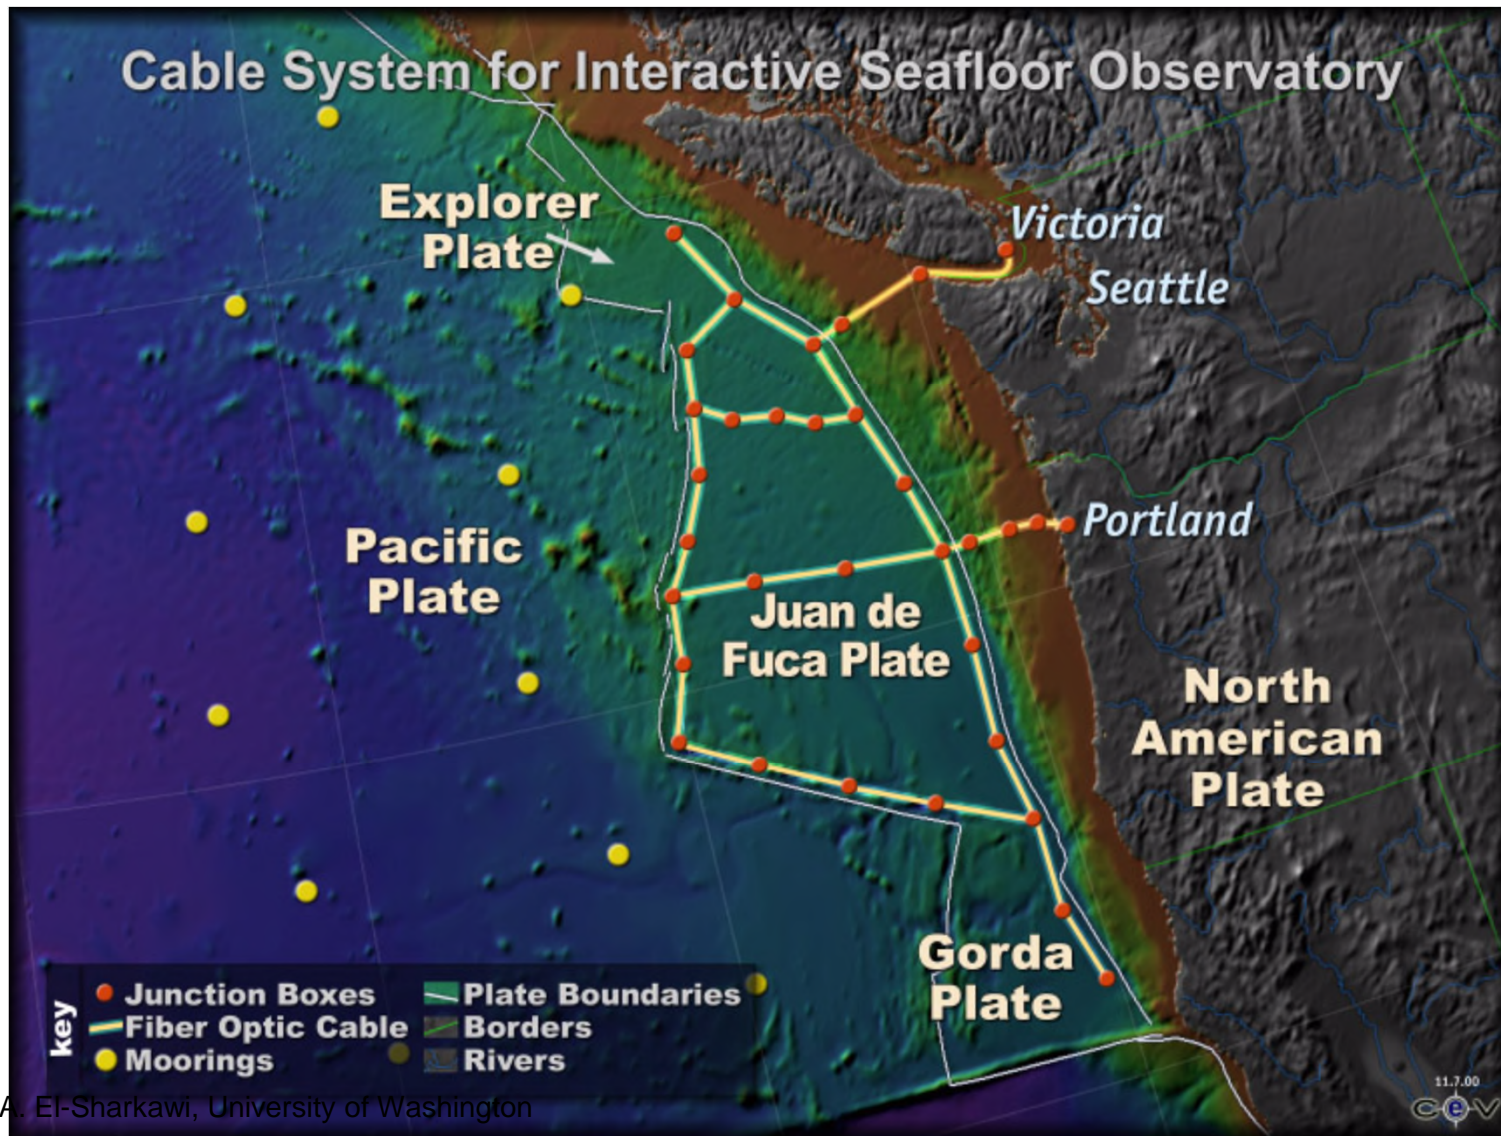 Cable System for Interactive Seafloor Observatory
Explorer
Plate
Victoria
Seattle
Pacific
Plate
Portland
Juan de
Fuca Plate
North
American
Plate
Gorda
Plate
key
Junction Boxes
Fiber Optic Cable
Moorings
Plate Boundaries
Borders
Rivers
11.7.00
CeV
A. El-Sharkawi, University of Washington